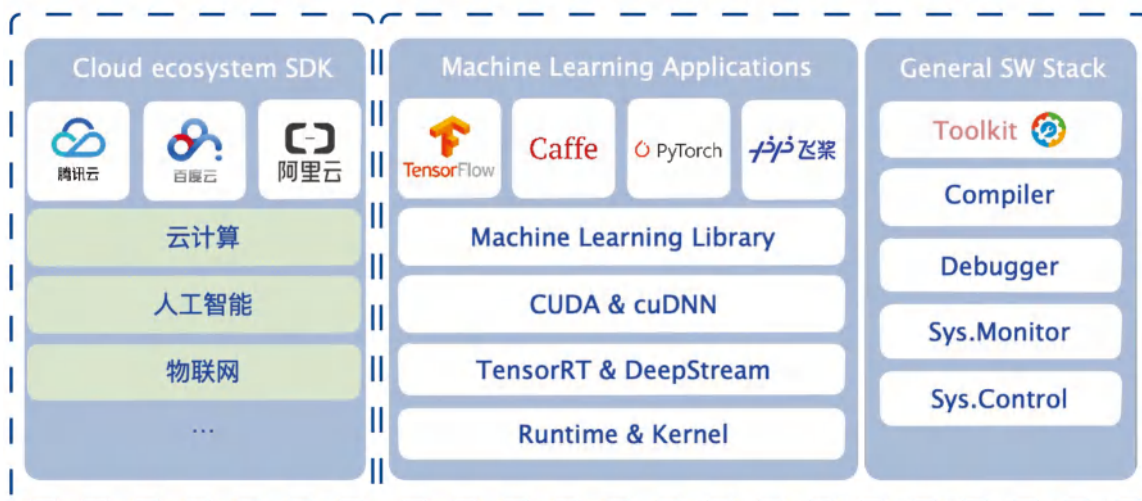 Cloud ecosystem SDK
腾讯云
百度云
阿里云
云计算
人工智能
物联网
...
Machine Learning Applications
TensorFlow
Caffe
PyTorch
飞桨
Machine Learning Library
CUDA & cuDNN
TensorRT & DeepStream
Runtime & Kernel
General SW Stack
Toolkit
Compiler
Debugger
Sys.Monitor
Sys.Control